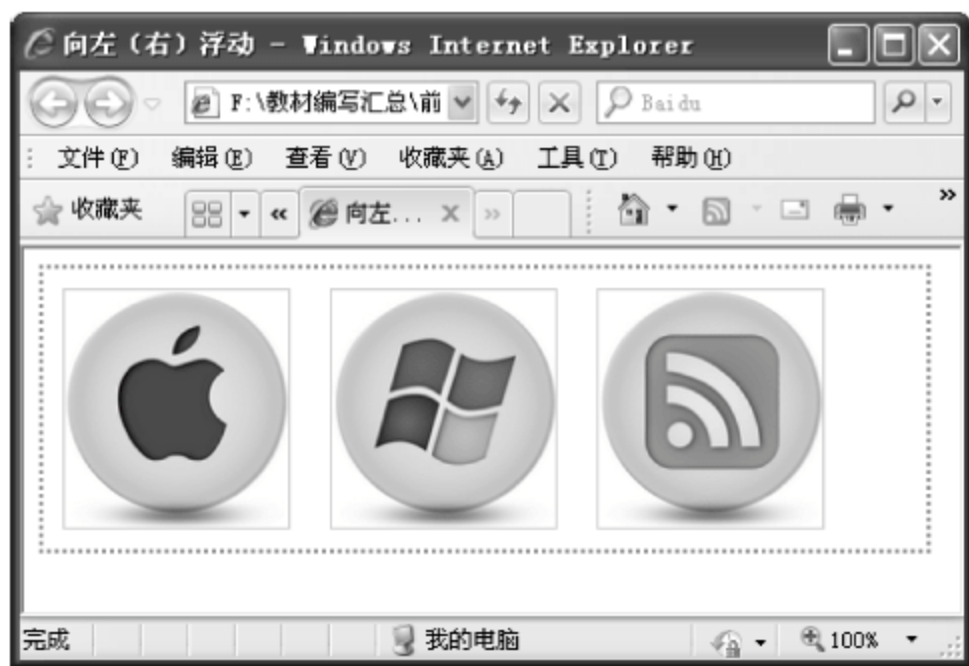 向左（右）浮动 - Windows Internet Explorer
F:\教材编写汇总\前 Baidu
文件(F) 编辑(E) 查看(V) 收藏夹(A) 工具(T) 帮助(H)
收藏夹 « 向左... » »
完成 我的电脑 100%